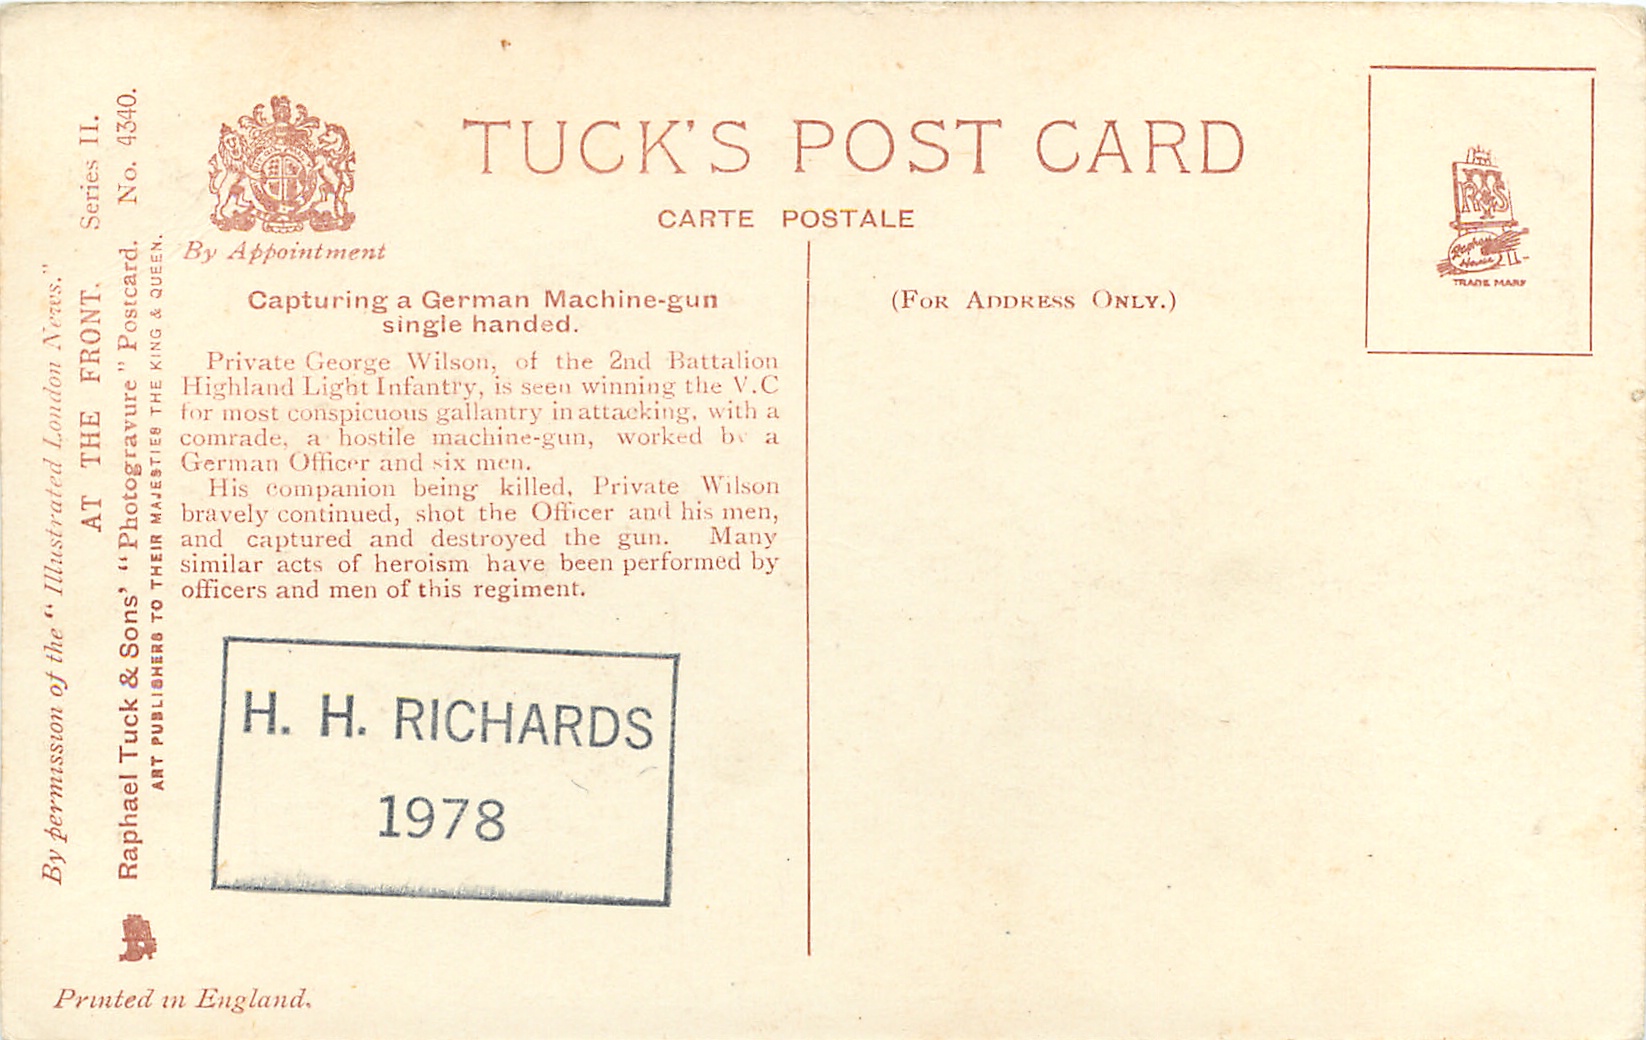 TUCK'S POST CARD
CARTE POSTALE
By Appointment
Capturing a German Machine-gun
single handed.
Private George Wilson, of the 2nd Battalion
Highland Light Infantry, is seen winning the V.C
for most conspicuous gallantry in attacking, with a
comrade, a hostile machine-gun, worked by a
German Officer and six men.
His companion being killed, Private Wilson
bravely continued, shot the Officer and his men,
and captured and destroyed the gun. Many
similar acts of heroism have been performed by
officers and men of this regiment.
H. H. RICHARDS
1978
(FOR ADDRESS ONLY.)
Raphael
House
TRADE MARK
By permission of the "Illustrated London News."
AT THE FRONT. Series II.
Raphael Tuck & Sons' "Photogravure" Postcard. No. 4340.
ART PUBLISHERS TO THEIR MAJESTIES THE KING & QUEEN.
Printed in England.